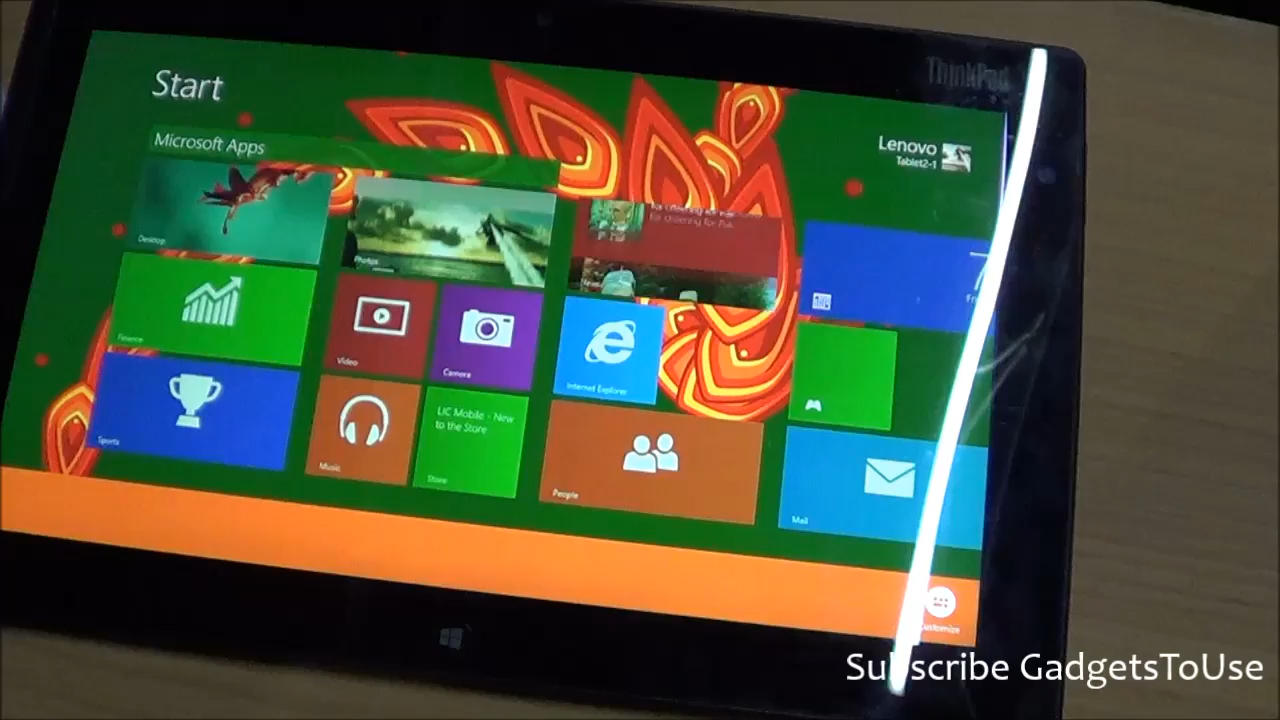 Start
ThinkPad
Microsoft Apps
Lenovo
Tablet2-1
Desktop
Photos
Finance
Video
Camera
Internet Explorer
Sports
Music
LIC Mobile - New
to the Store
Store
People
Mail
Customize
Subscribe GadgetsToUse